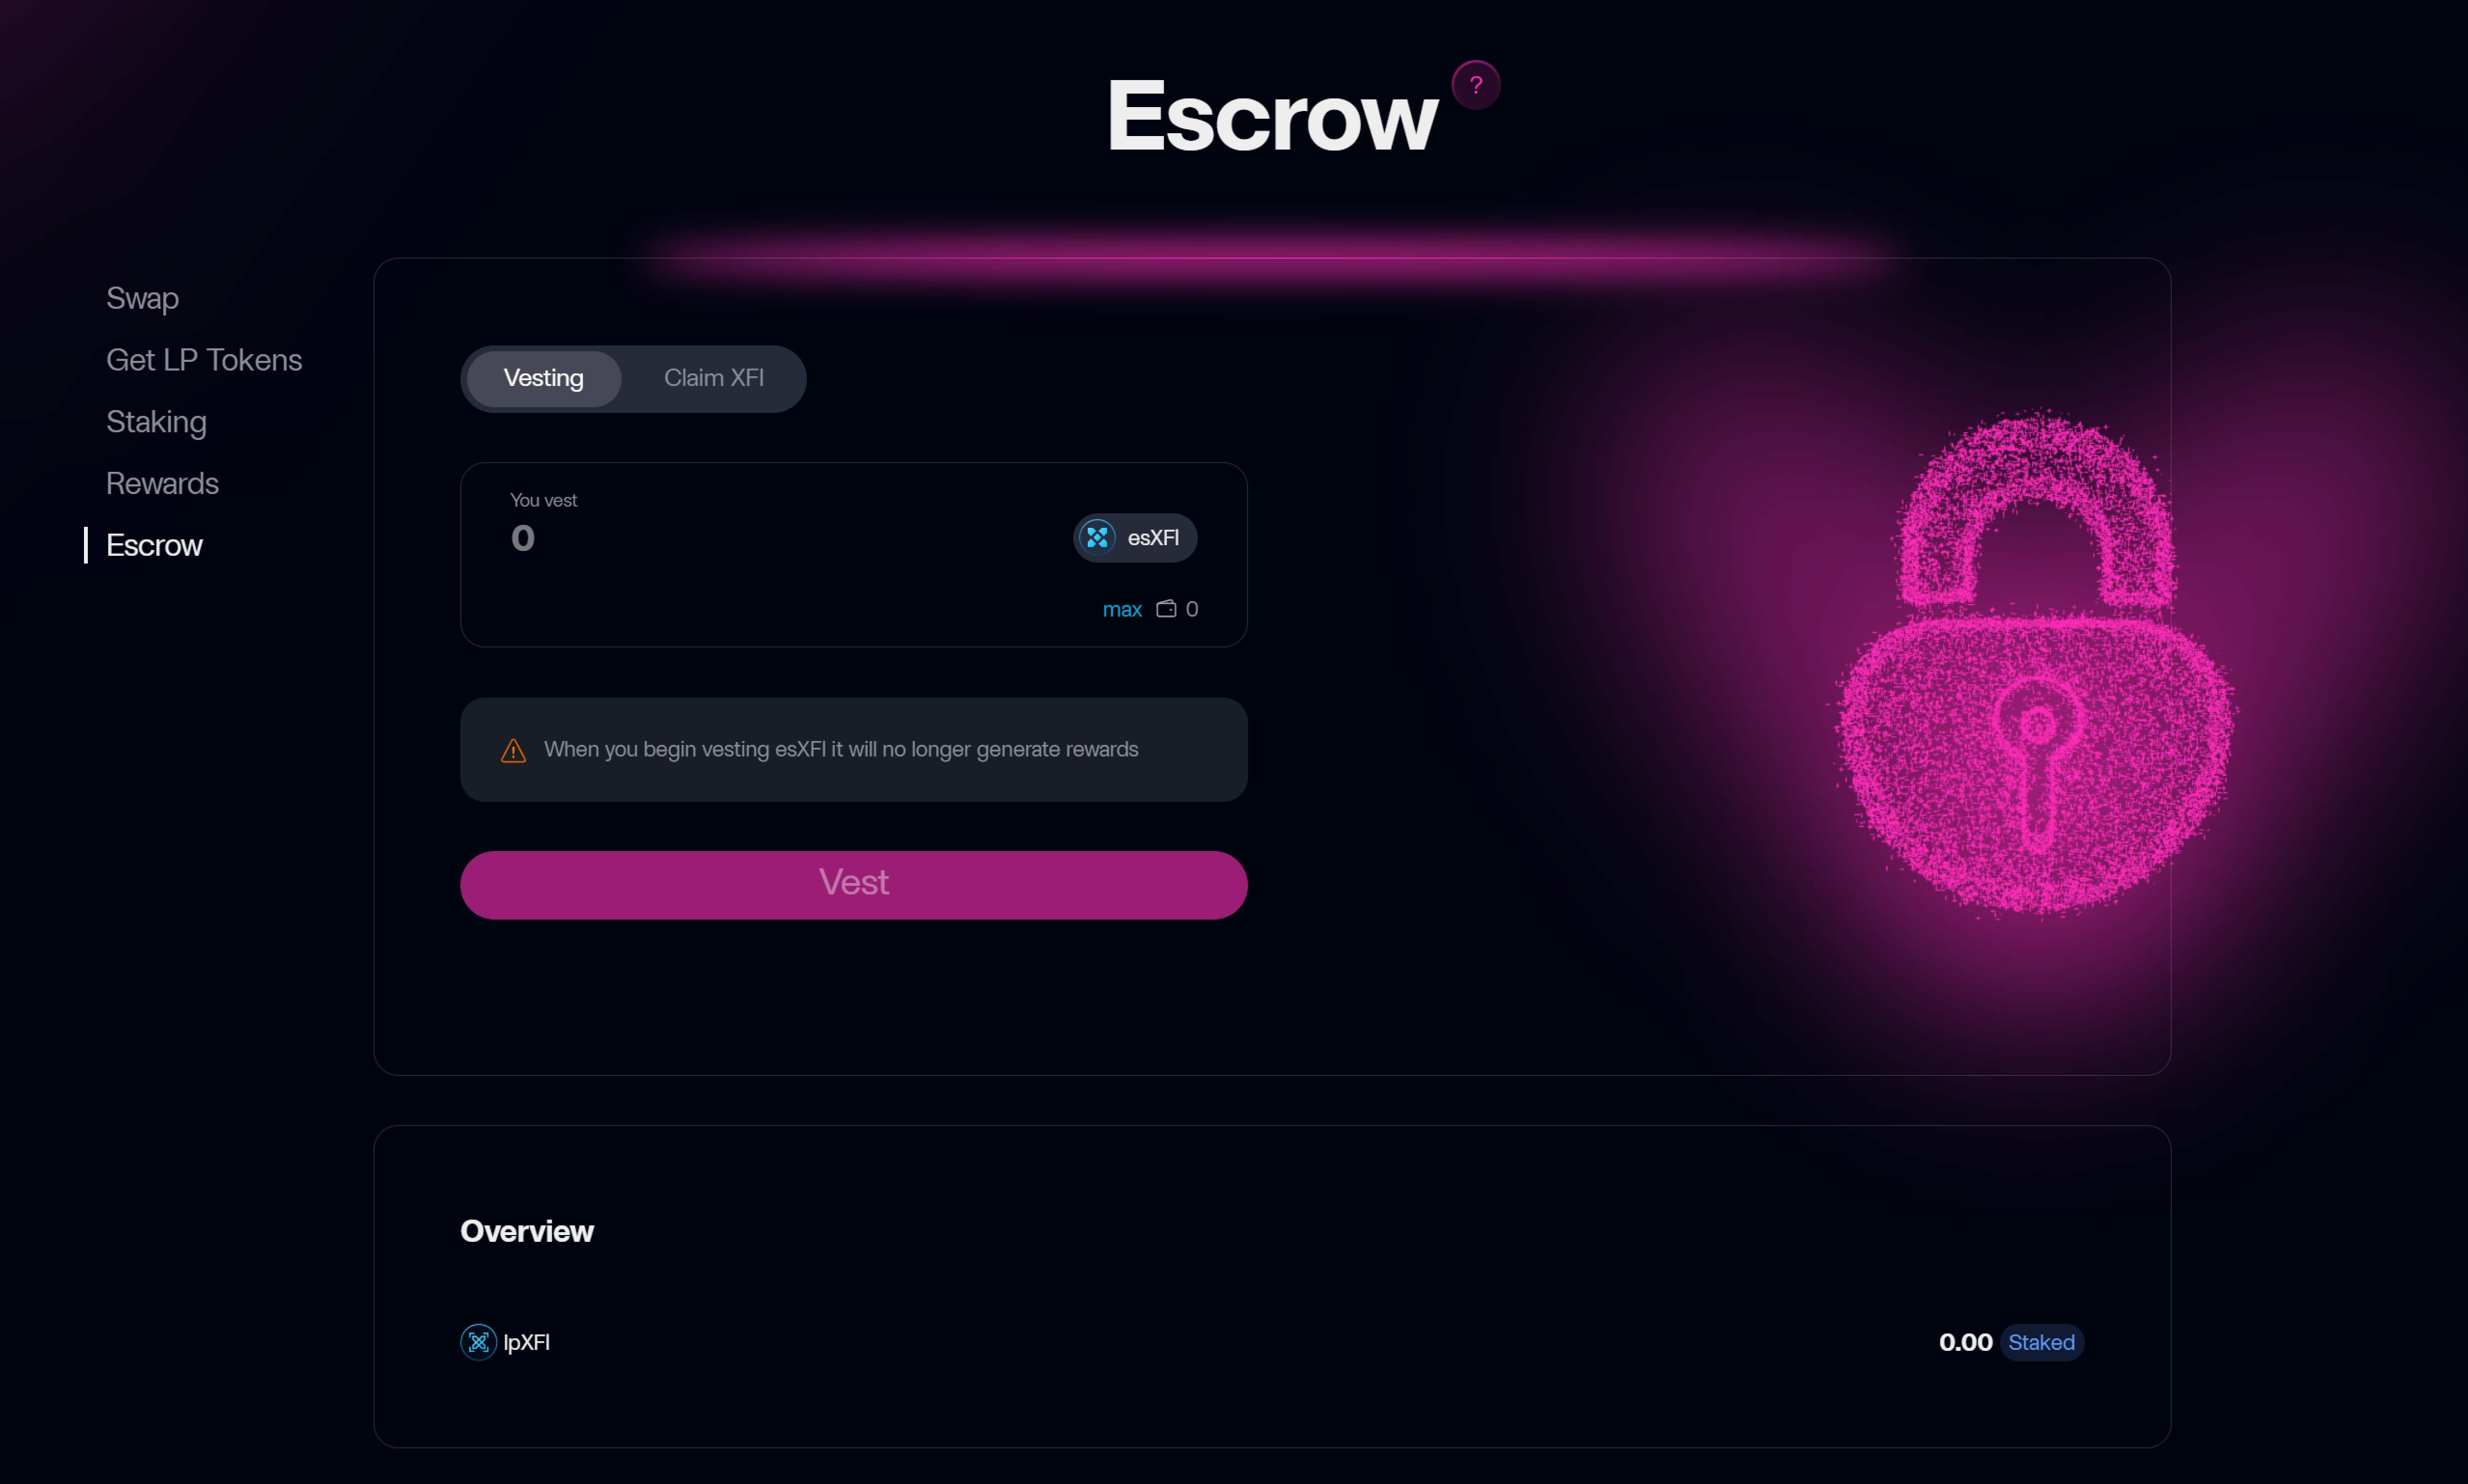 Escrow
?
Swap
Get LP Tokens
Staking
Rewards
Escrow
Vesting
Claim XFI
You vest
0
esXFI
max 0
When you begin vesting esXFI it will no longer generate rewards
Vest
Overview
lpXFI
0.00 Staked